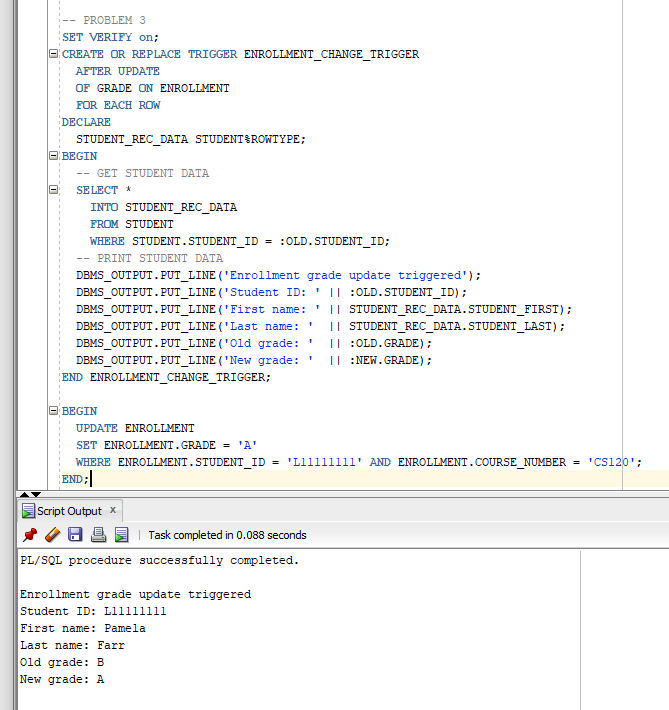 -- PROBLEM 3
SET VERIFY on;
CREATE OR REPLACE TRIGGER ENROLLMENT_CHANGE_TRIGGER
AFTER UPDATE
OF GRADE ON ENROLLMENT
FOR EACH ROW
DECLARE
STUDENT_REC_DATA STUDENT%ROWTYPE;
BEGIN
-- GET STUDENT DATA
SELECT *
INTO STUDENT_REC_DATA
FROM STUDENT
WHERE STUDENT.STUDENT_ID = :OLD.STUDENT_ID;
-- PRINT STUDENT DATA
DBMS_OUTPUT.PUT_LINE('Enrollment grade update triggered');
DBMS_OUTPUT.PUT_LINE('Student ID: ' || :OLD.STUDENT_ID);
DBMS_OUTPUT.PUT_LINE('First name: ' || STUDENT_REC_DATA.STUDENT_FIRST);
DBMS_OUTPUT.PUT_LINE('Last name: ' || STUDENT_REC_DATA.STUDENT_LAST);
DBMS_OUTPUT.PUT_LINE('Old grade: ' || :OLD.GRADE);
DBMS_OUTPUT.PUT_LINE('New grade: ' || :NEW.GRADE);
END ENROLLMENT_CHANGE_TRIGGER;
BEGIN
UPDATE ENROLLMENT
SET ENROLLMENT.GRADE = 'A'
WHERE ENROLLMENT.STUDENT_ID = 'L11111111' AND ENROLLMENT.COURSE_NUMBER = 'CS120';
END;
Script Output x
Task completed in 0.088 seconds
PL/SQL procedure successfully completed.
Enrollment grade update triggered
Student ID: L11111111
First name: Pamela
Last name: Farr
Old grade: B
New grade: A